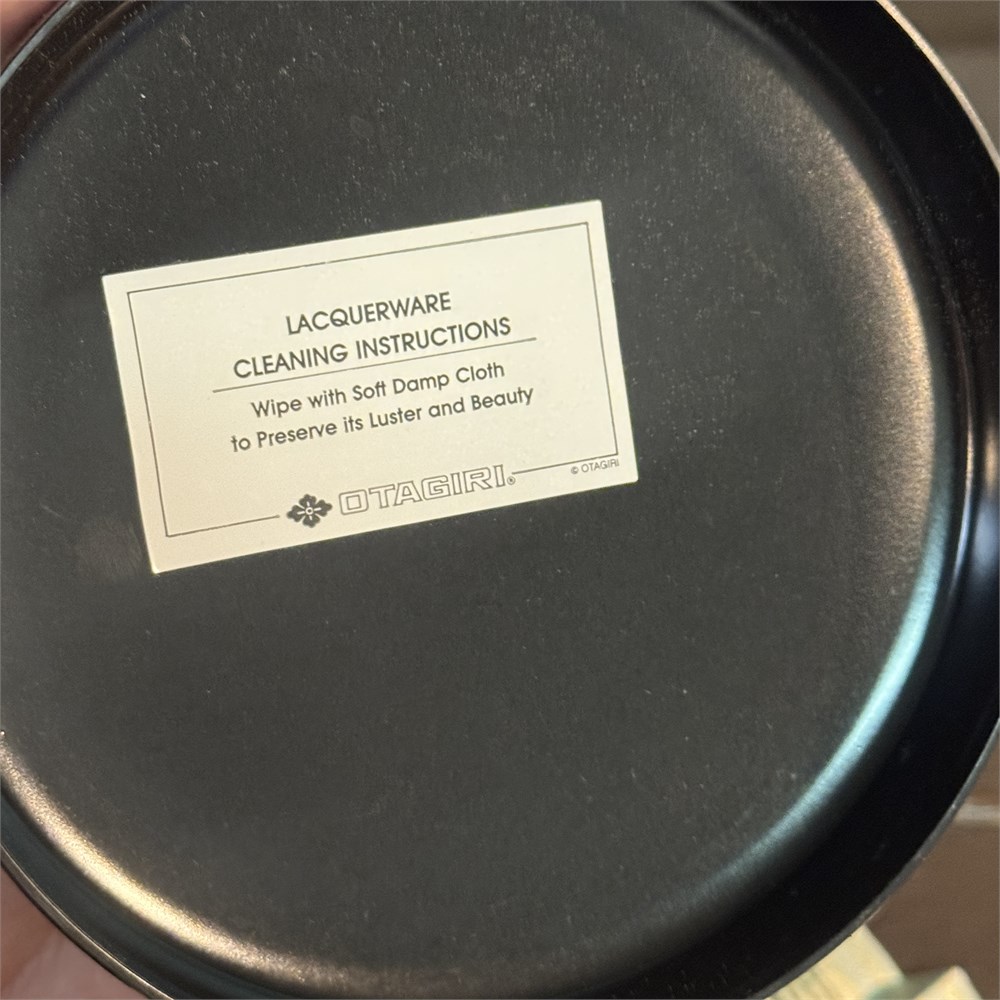 LACQUERWARE
CLEANING INSTRUCTIONS
Wipe with Soft Damp Cloth
to Preserve its Luster and Beauty
OTAGIRI®
© OTAGIRI